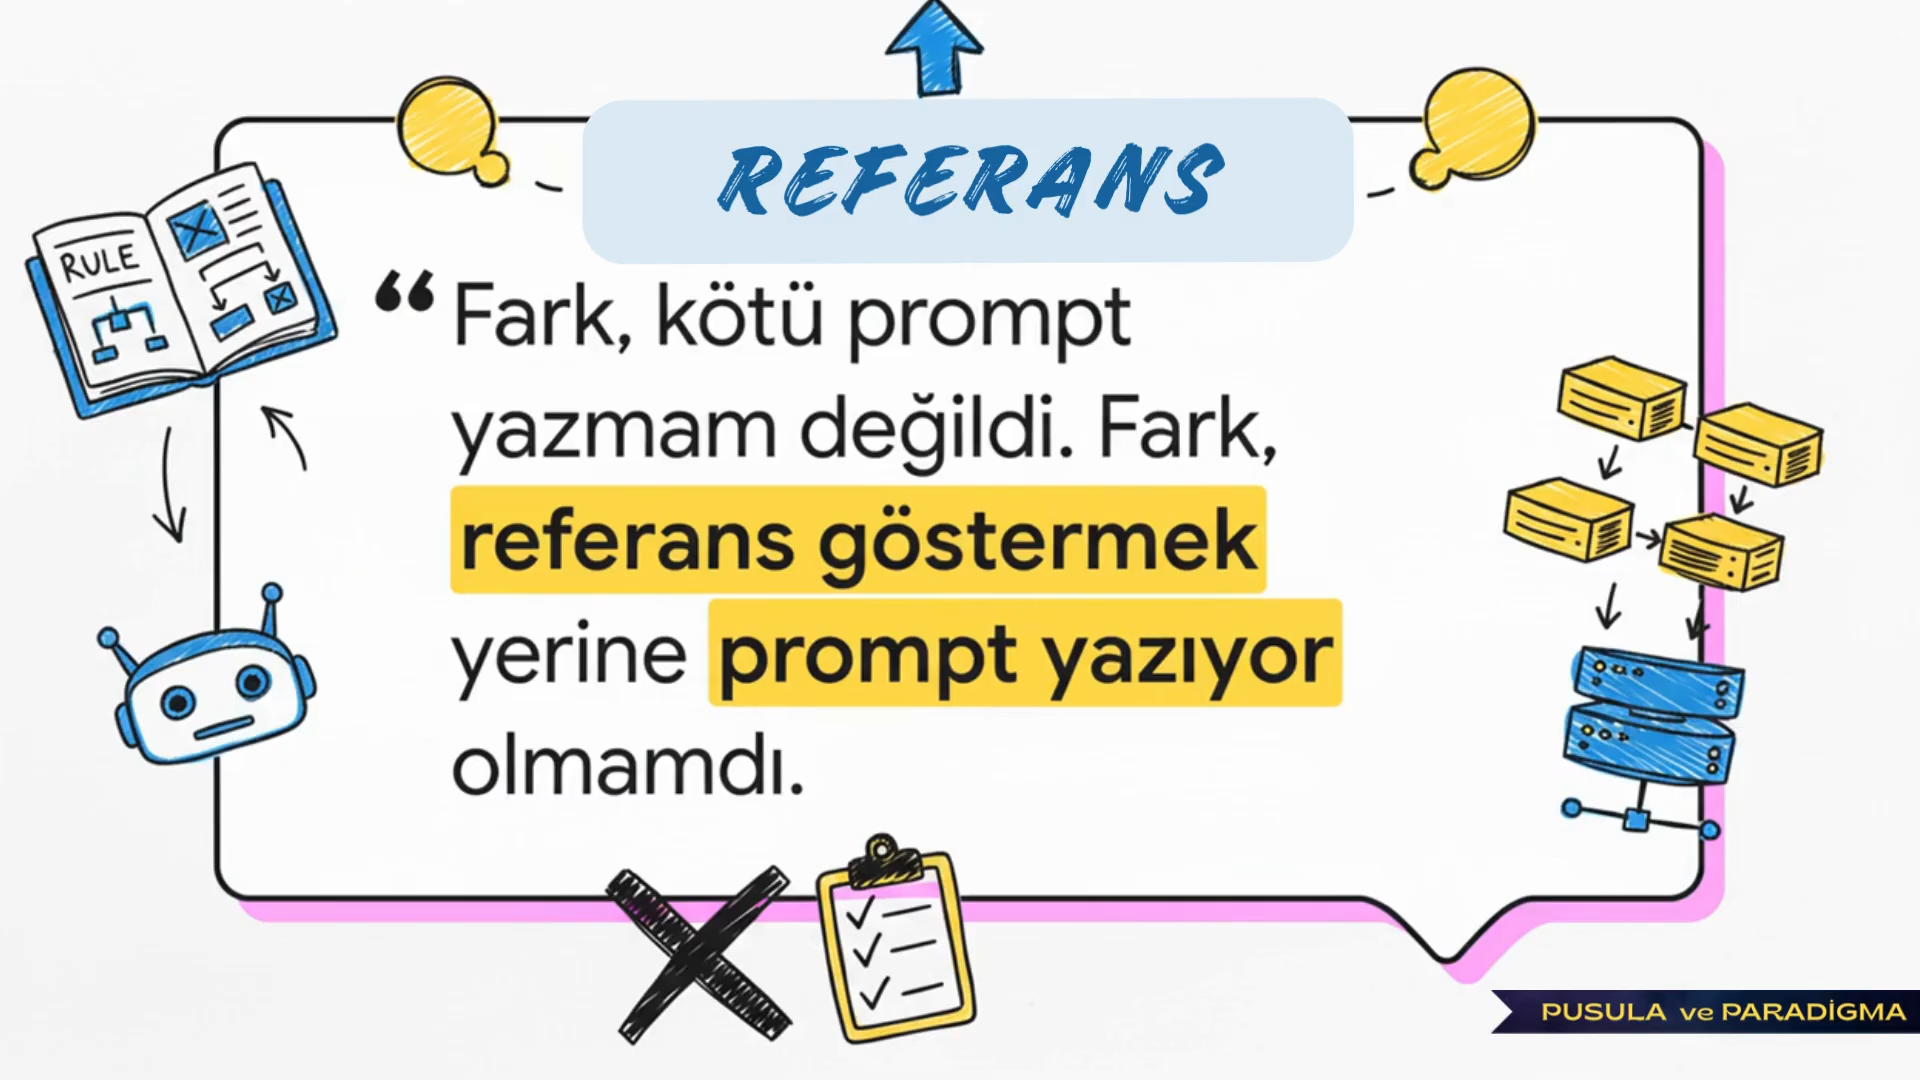 REFERANS
RULE
“Fark, kötü prompt
yazmam değildi. Fark,
referans göstermek
yerine prompt yazıyor
olmamdı.
PUSULA ve PARADİGMA